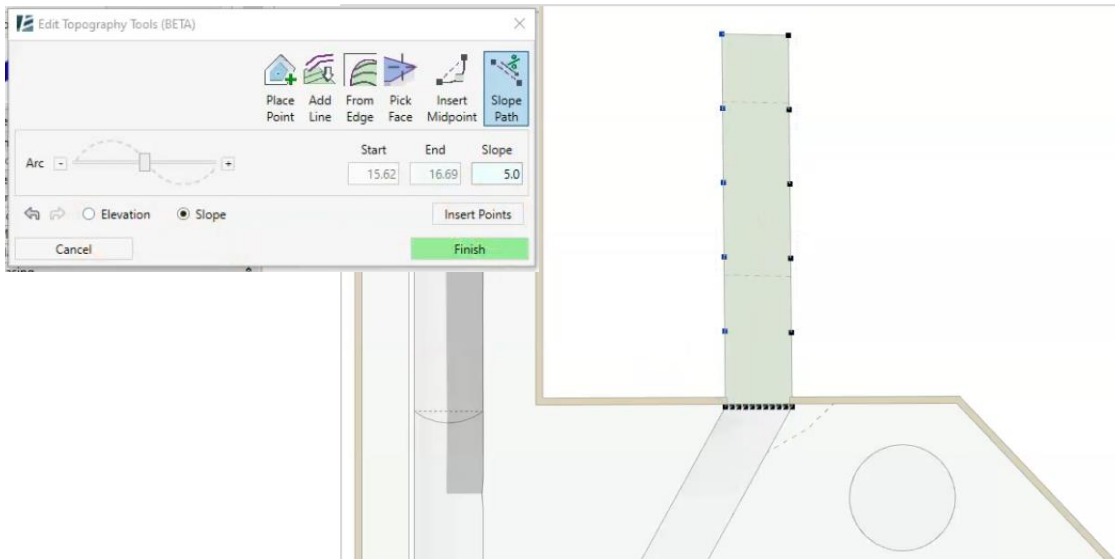 Edit Topography Tools (BETA)
Place Point
Add Line
From Edge
Pick Face
Insert Midpoint
Slope Path
Arc - +
Start End Slope
15.62 16.69 5.0
Elevation Slope Insert Points
Cancel Finish